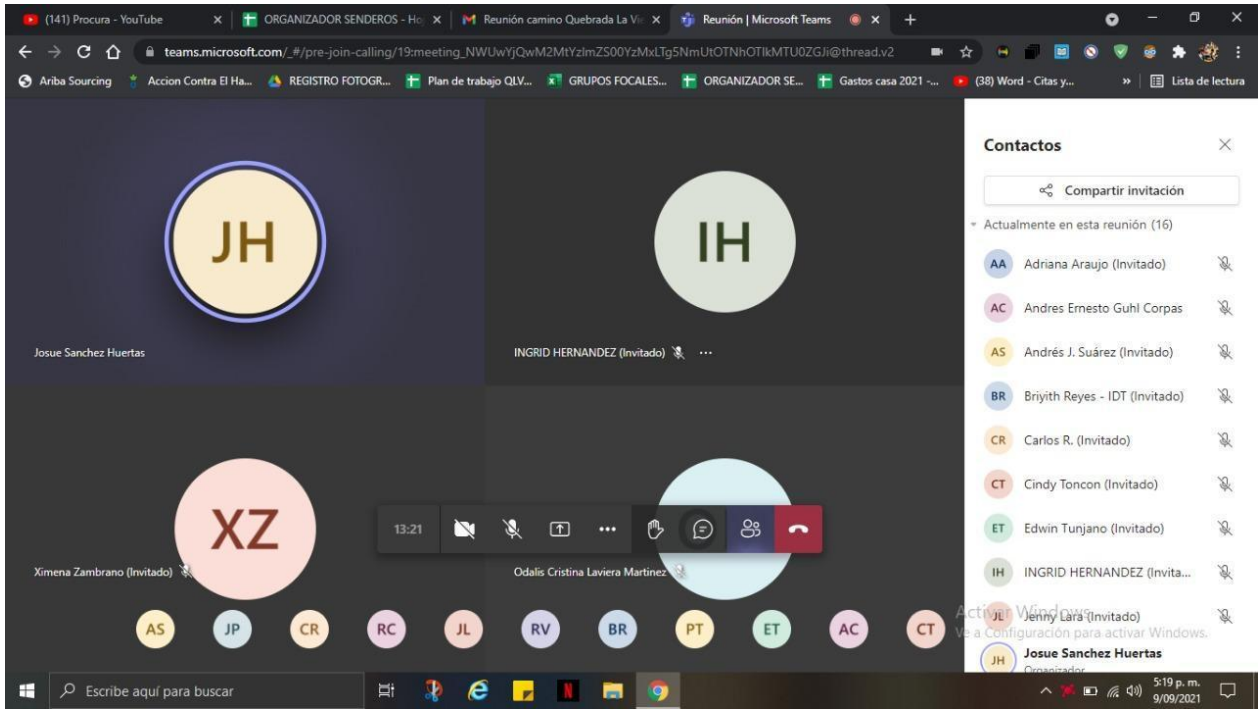 (141) Procura - YouTube
ORGANIZADOR SENDEROS - Ho
Reunión camino Quebrada La Vie
Reunión | Microsoft Teams
teams.microsoft.com/_#/pre-join-calling/19:meeting_NWUwYjQwM2MtYzlmZS00YzMxLTg5NmUtOTNhOTlkMTU0ZGJi@thread.v2
Ariba Sourcing
Accion Contra El Ha...
REGISTRO FOTOGR...
Plan de trabajo QLV...
GRUPOS FOCALES...
ORGANIZADOR SE...
Gastos casa 2021 -...
(38) Word - Citas y...
»
Lista de lectura
JH
Josue Sanchez Huertas
IH
INGRID HERNANDEZ (Invitado)
XZ
Ximena Zambrano (Invitado)
Odalis Cristina Laviera Martinez
13:21
AS JP CR RC JL RV BR PT ET AC CT
Contactos
Compartir invitación
Actualmente en esta reunión (16)
AA Adriana Araujo (Invitado)
AC Andres Ernesto Guhl Corpas
AS Andrés J. Suárez (Invitado)
BR Briyith Reyes - IDT (Invitado)
CR Carlos R. (Invitado)
CT Cindy Toncon (Invitado)
ET Edwin Tunjano (Invitado)
IH INGRID HERNANDEZ (Invita...
JL Jenny Lara (Invitado)
Activar Windows
Ve a Configuración para activar Windows.
JH Josue Sanchez Huertas
Organizador
Escribe aquí para buscar
5:19 p. m.
9/09/2021